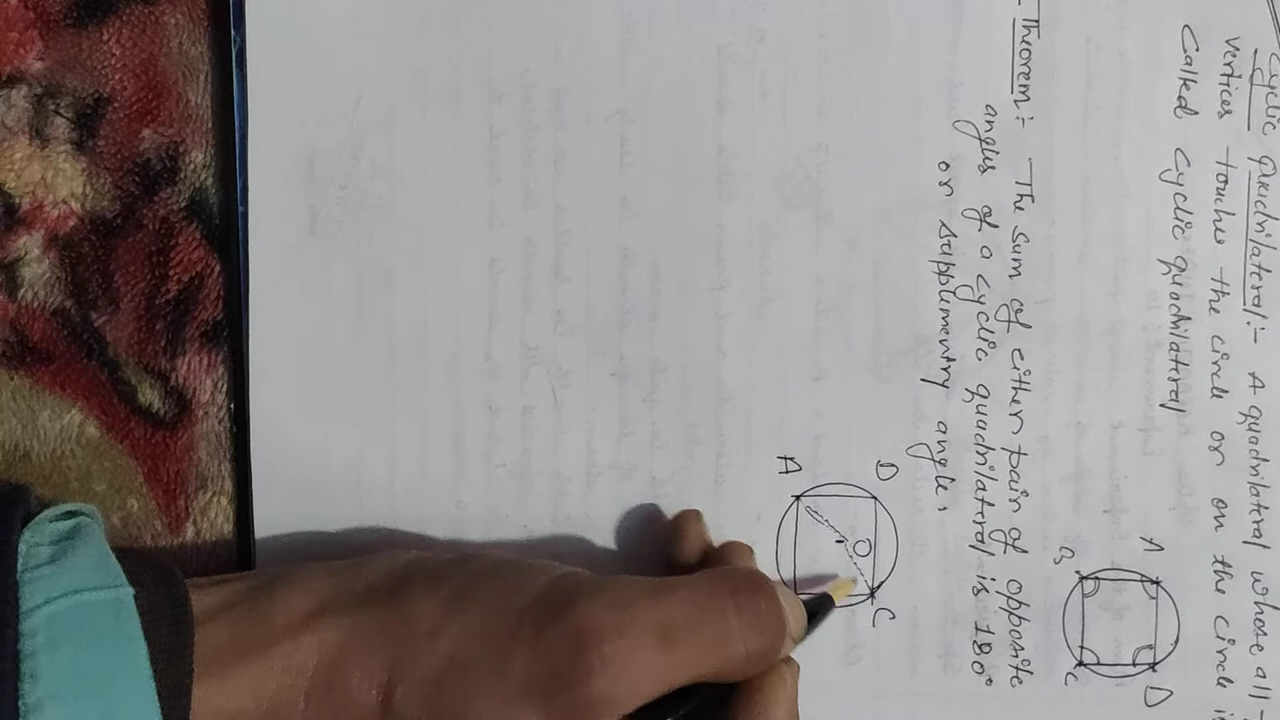 Cyclic quadrilateral:- A quadrilateral whose all
vertices touches the circle or on the circle is
Called Cyclic quadrilateral
A
B
C
D
Theorem:- The sum of either pair of opposite
angles of a cyclic quadrilateral is 180°
or supplementry angle.
D
A
O
C